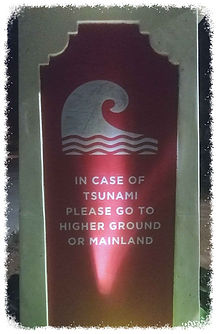 IN CASE OF
TSUNAMI
PLEASE GO TO
HIGHER GROUND
OR MAINLAND